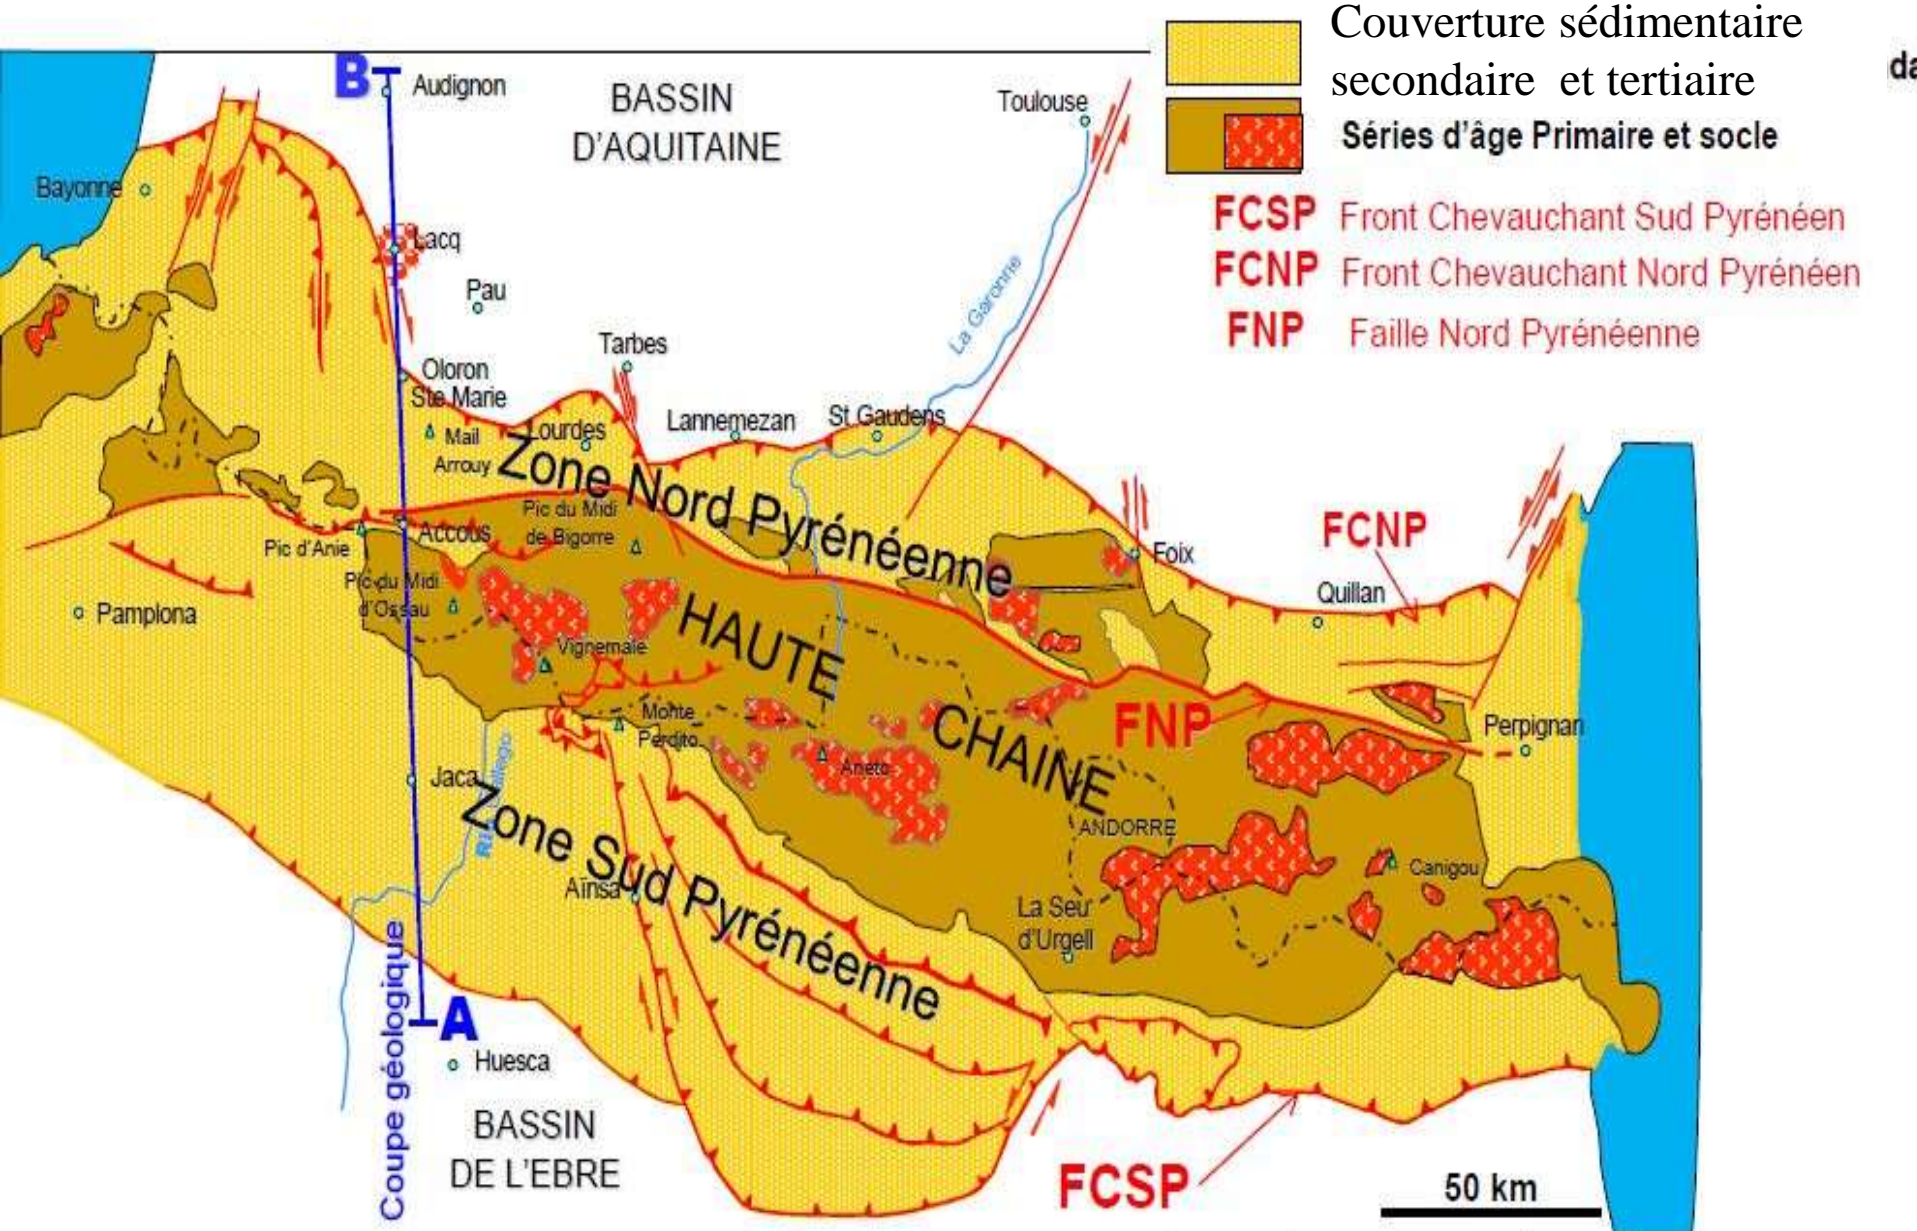 Couverture sédimentaire
secondaire et tertiaire
Séries d'âge Primaire et socle
FCSP Front Chevauchant Sud Pyrénéen
FCNP Front Chevauchant Nord Pyrénéen
FNP Faille Nord Pyrénéenne
B
Audignon
BASSIN
D'AQUITAINE
Toulouse
Bayonne
Lacq
Pau
La Garonne
Tarbes
Oloron
Ste Marie
Lannemezan
St Gaudens
Mail
Arrouy
Lourdes
Zone Nord Pyrénéenne
Pic du Midi
de Bigorre
Accous
Pic d'Anie
Foix
FCNP
Quillan
Pic du Midi
d'Ossau
Pamplona
Vignemale
HAUTE
CHAINE
Monte
Perdito
FNP
Perpignan
Aneto
Jaca
Zone Sud Pyrénéenne
ANDORRE
Canigou
Aïnsa
La Seu
d'Urgell
Coupe géologique
A
Huesca
BASSIN
DE L'EBRE
FCSP
50 km